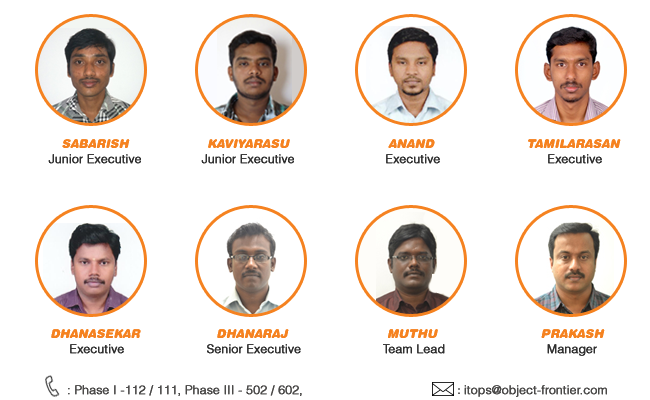 SABARISH KAVIYARASU ANAND TAMILARASAN
Junior Executive Junior Executive Executive Executive
DHANASEKAR DHANARAJ MUTHU PRAKASH
Executive Senior Executive Team Lead Manager
: Phase I -112 / 111, Phase III - 502 / 602, : itops@object-frontier.com